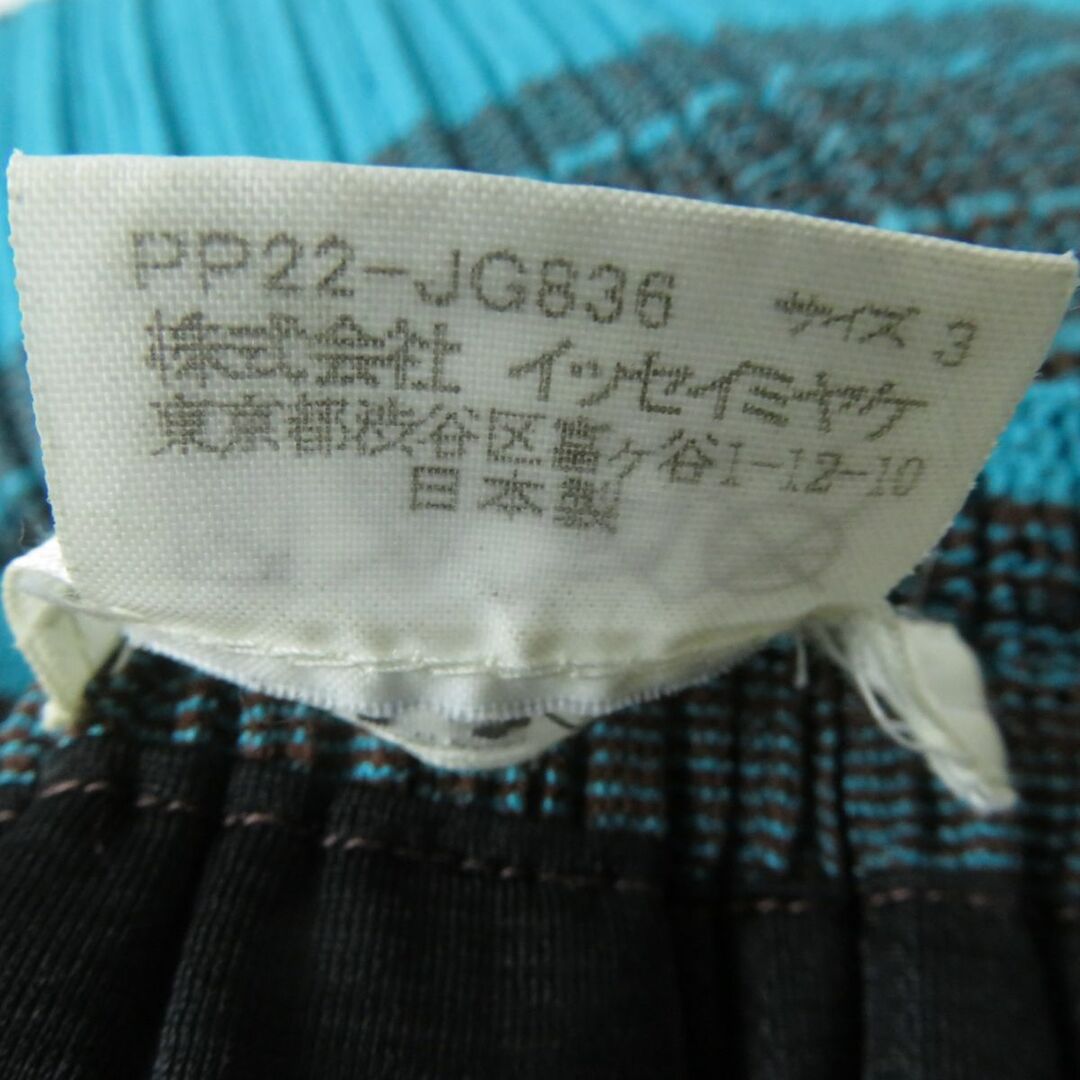 PP22-JG836 サイズ 3
株式会社 イッセイミヤケ
東京都渋谷区富ヶ谷1-12-10
日本製